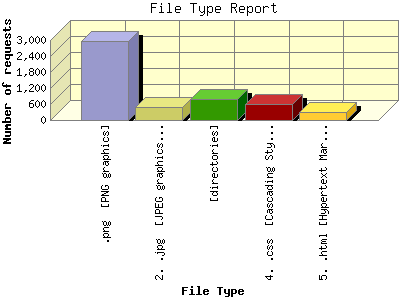 File Type Report
Number of requests
3,000
2,400
1,800
1,200
600
0
.png [PNG graphics]
2. .jpg [JPEG graphics...
[directories]
4. .css [Cascading Sty...
5. .html [Hypertext Mar...
File Type